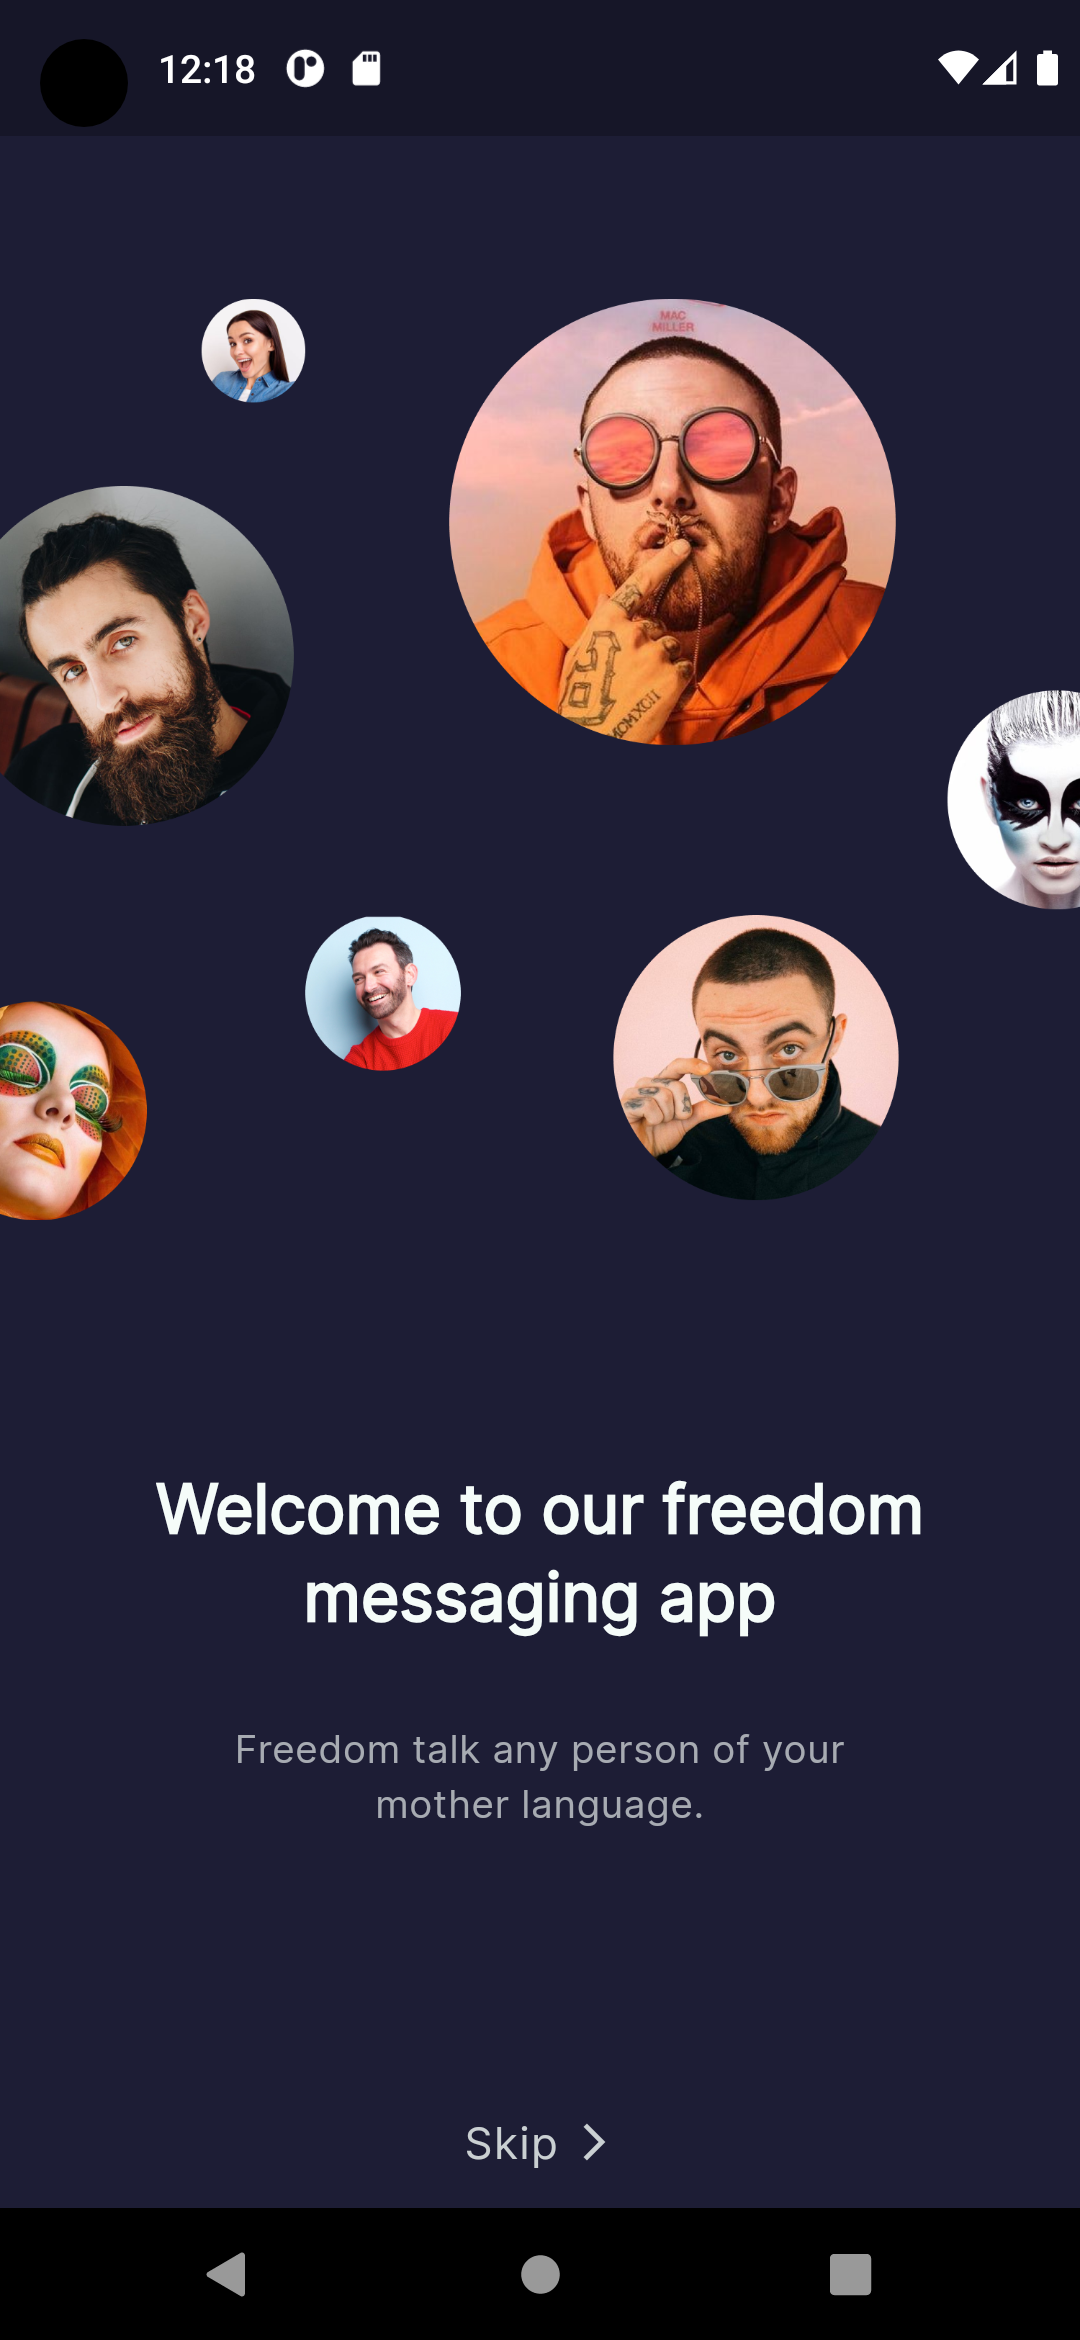 12:18
MAC
MILLER
MCMXCII
Welcome to our freedom
messaging app
Freedom talk any person of your
mother language.
Skip